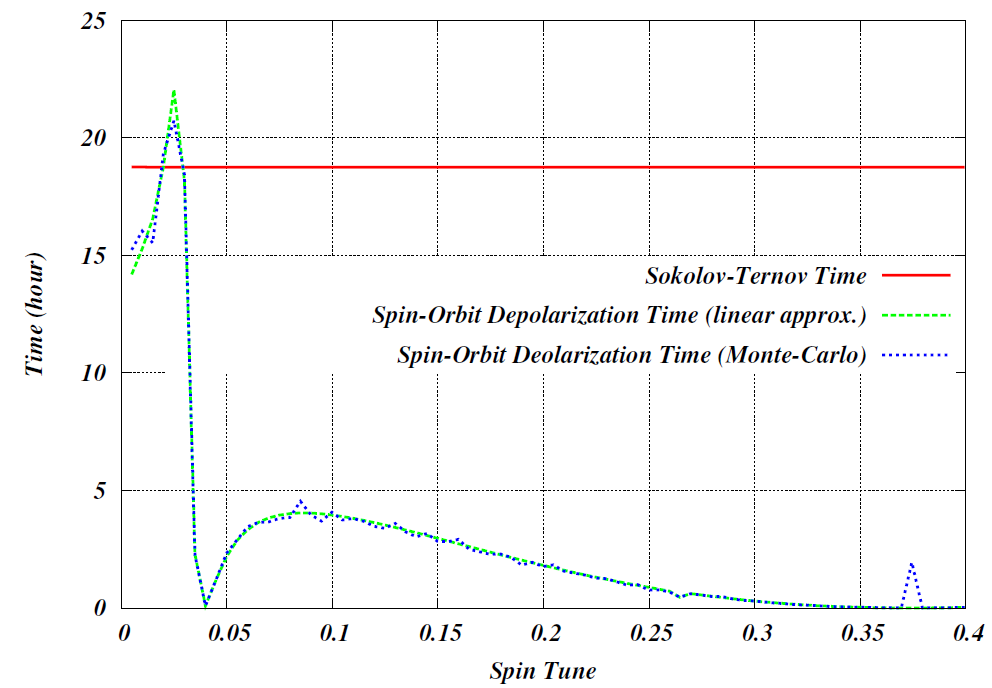 25
20
15
10
5
0
Time (hour)
Sokolov-Ternov Time
Spin-Orbit Depolarization Time (linear approx.)
Spin-Orbit Deolarization Time (Monte-Carlo)
0 0.05 0.1 0.15 0.2 0.25 0.3 0.35 0.4
Spin Tune